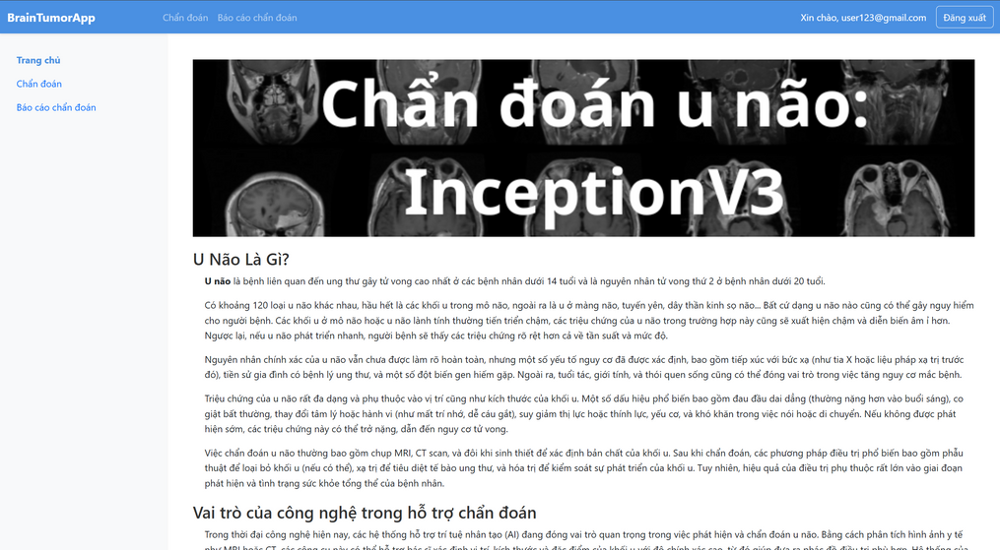 BrainTumorApp
Chẩn đoán Báo cáo chẩn đoán
Xin chào, user123@gmail.com Đăng xuất
Trang chủ
Chẩn đoán
Báo cáo chẩn đoán
Chẩn đoán u não:
InceptionV3
U Não Là Gì?
U não là bệnh liên quan đến ung thư gây tử vong cao nhất ở các bệnh nhân dưới 14 tuổi và là nguyên nhân tử vong thứ 2 ở bệnh nhân dưới 20 tuổi.
Có khoảng 120 loại u não khác nhau, hầu hết là các khối u trong mô não, ngoài ra là u ở màng não, tuyến yên, dây thần kinh sọ não... Bất cứ dạng u não nào cũng có thể gây nguy hiểm
cho người bệnh. Các khối u ở mô não hoặc u não lành tính thường tiến triển chậm, các triệu chứng của u não trong trường hợp này cũng sẽ xuất hiện chậm và diễn biến âm ỉ hơn.
Ngược lại, nếu u não phát triển nhanh, người bệnh sẽ thấy các triệu chứng rõ rệt hơn cả về tần suất và mức độ.
Nguyên nhân chính xác của u não vẫn chưa được làm rõ hoàn toàn, nhưng một số yếu tố nguy cơ đã được xác định, bao gồm tiếp xúc với bức xạ (như tia X hoặc liệu pháp xạ trị trước
đó), tiền sử gia đình có bệnh lý ung thư, và một số đột biến gen hiếm gặp. Ngoài ra, tuổi tác, giới tính, và thói quen sống cũng có thể đóng vai trò trong việc tăng nguy cơ mắc bệnh.
Triệu chứng của u não rất đa dạng và phụ thuộc vào vị trí cũng như kích thước của khối u. Một số dấu hiệu phổ biến bao gồm đau đầu dai dẳng (thường nặng hơn vào buổi sáng), co
giật bất thường, thay đổi tâm lý hoặc hành vi (như mất trí nhớ, dễ cáu gắt), suy giảm thị lực hoặc thính lực, yếu cơ, và khó khăn trong việc nói hoặc di chuyển. Nếu không được phát
hiện sớm, các triệu chứng này có thể trở nặng, dẫn đến nguy cơ tử vong.
Việc chẩn đoán u não thường bao gồm chụp MRI, CT scan, và đôi khi sinh thiết để xác định bản chất của khối u. Sau khi chẩn đoán, các phương pháp điều trị phổ biến bao gồm phẫu
thuật để loại bỏ khối u (nếu có thể), xạ trị để tiêu diệt tế bào ung thư, và hóa trị để kiểm soát sự phát triển của khối u. Tuy nhiên, hiệu quả của điều trị phụ thuộc rất lớn vào giai đoạn
phát hiện và tình trạng sức khỏe tổng thể của bệnh nhân.
Vai trò của công nghệ trong hỗ trợ chẩn đoán
Trong thời đại công nghệ hiện nay, các hệ thống hỗ trợ trí tuệ nhân tạo (AI) đang đóng vai trò quan trọng trong việc phát hiện và chẩn đoán u não. Bằng cách phân tích hình ảnh y tế
như MRI hoặc CT, các công cụ này có thể hỗ trợ bác sĩ xác định vị trí, kích thước và đặc điểm của khối u với độ chính xác cao, từ đó giúp đưa ra phác đồ điều trị phù hợp. Hệ thống của